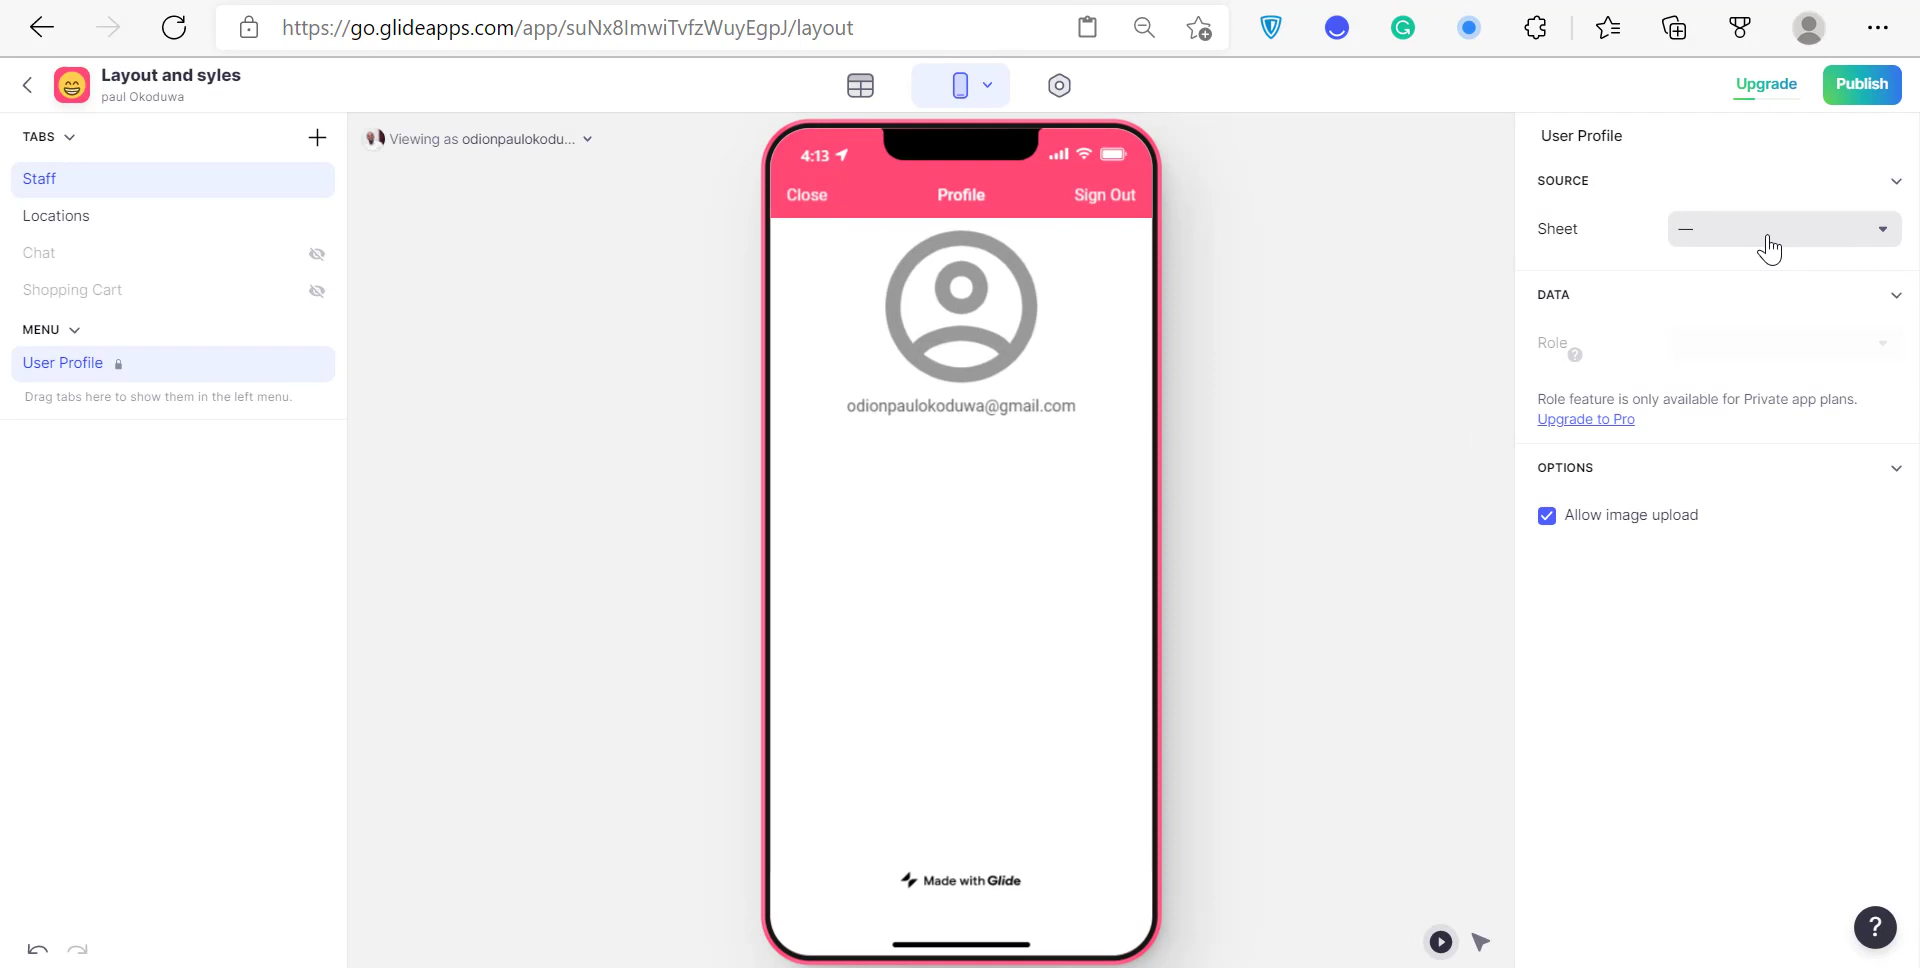 https://go.glideapps.com/app/suNx8ImwiTvfzWuyEgpJ/layout
Layout and syles
paul Okoduwa
Upgrade
Publish
TABS
Staff
Locations
Chat
Shopping Cart
MENU
User Profile
Drag tabs here to show them in the left menu.
Viewing as odionpaulokodu...
4:13
Close
Profile
Sign Out
odionpaulokoduwa@gmail.com
Made with Glide
User Profile
SOURCE
Sheet
—
DATA
Role
?
Role feature is only available for Private app plans.
Upgrade to Pro
OPTIONS
Allow image upload
?